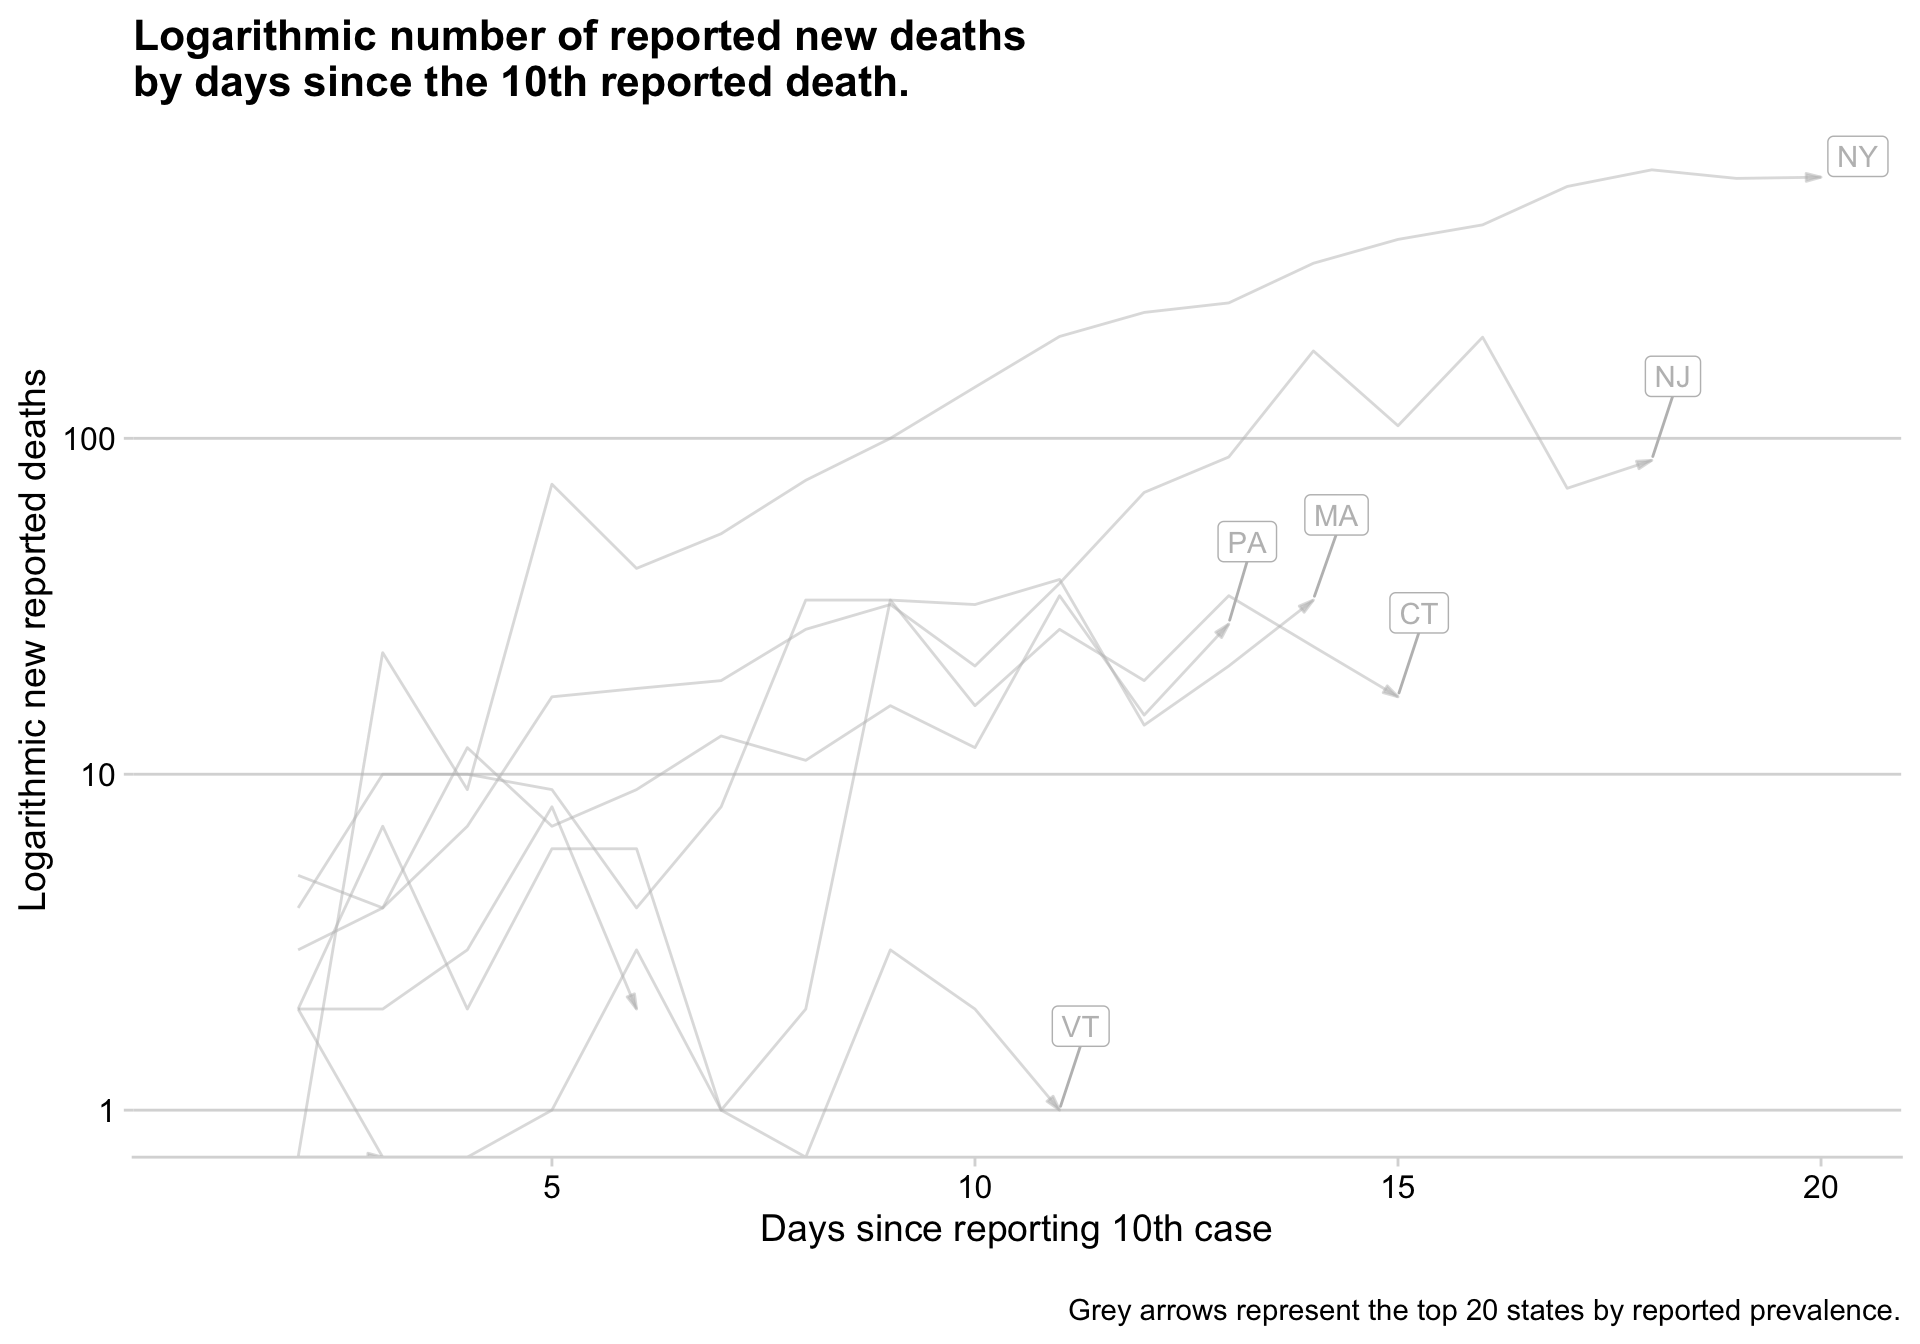 Logarithmic number of reported new deaths
by days since the 10th reported death.
NY
NJ
MA
PA
CT
VT
Logarithmic new reported deaths
100
10
1
5 10 15 20
Days since reporting 10th case
Grey arrows represent the top 20 states by reported prevalence.